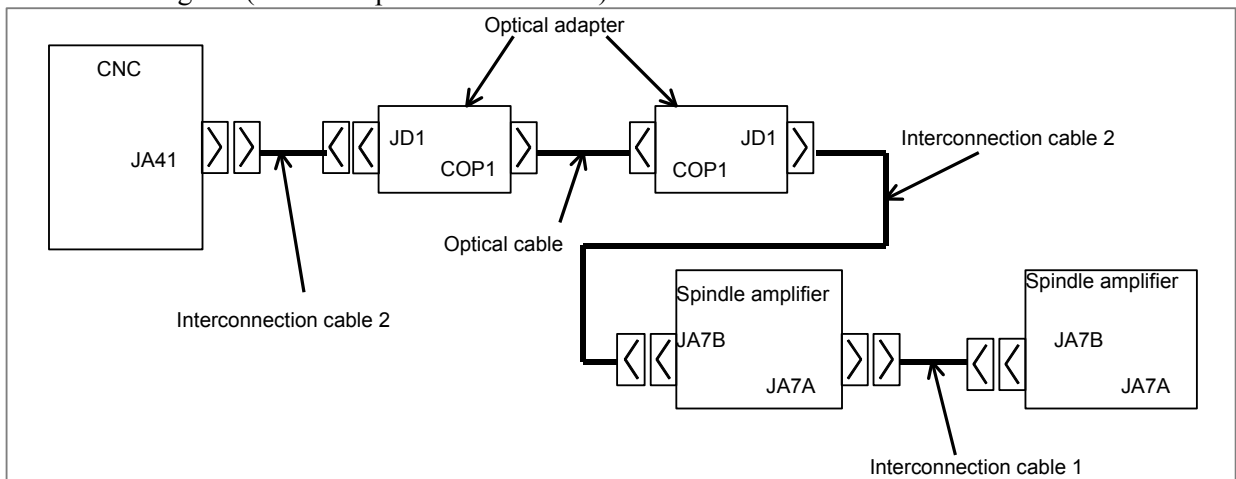 Optical adapter
CNC
JA41
JD1
COP1
JD1
COP1
Interconnection cable 2
Optical cable
Interconnection cable 2
Spindle amplifier
JA7B
JA7A
Spindle amplifier
JA7B
JA7A
Interconnection cable 1